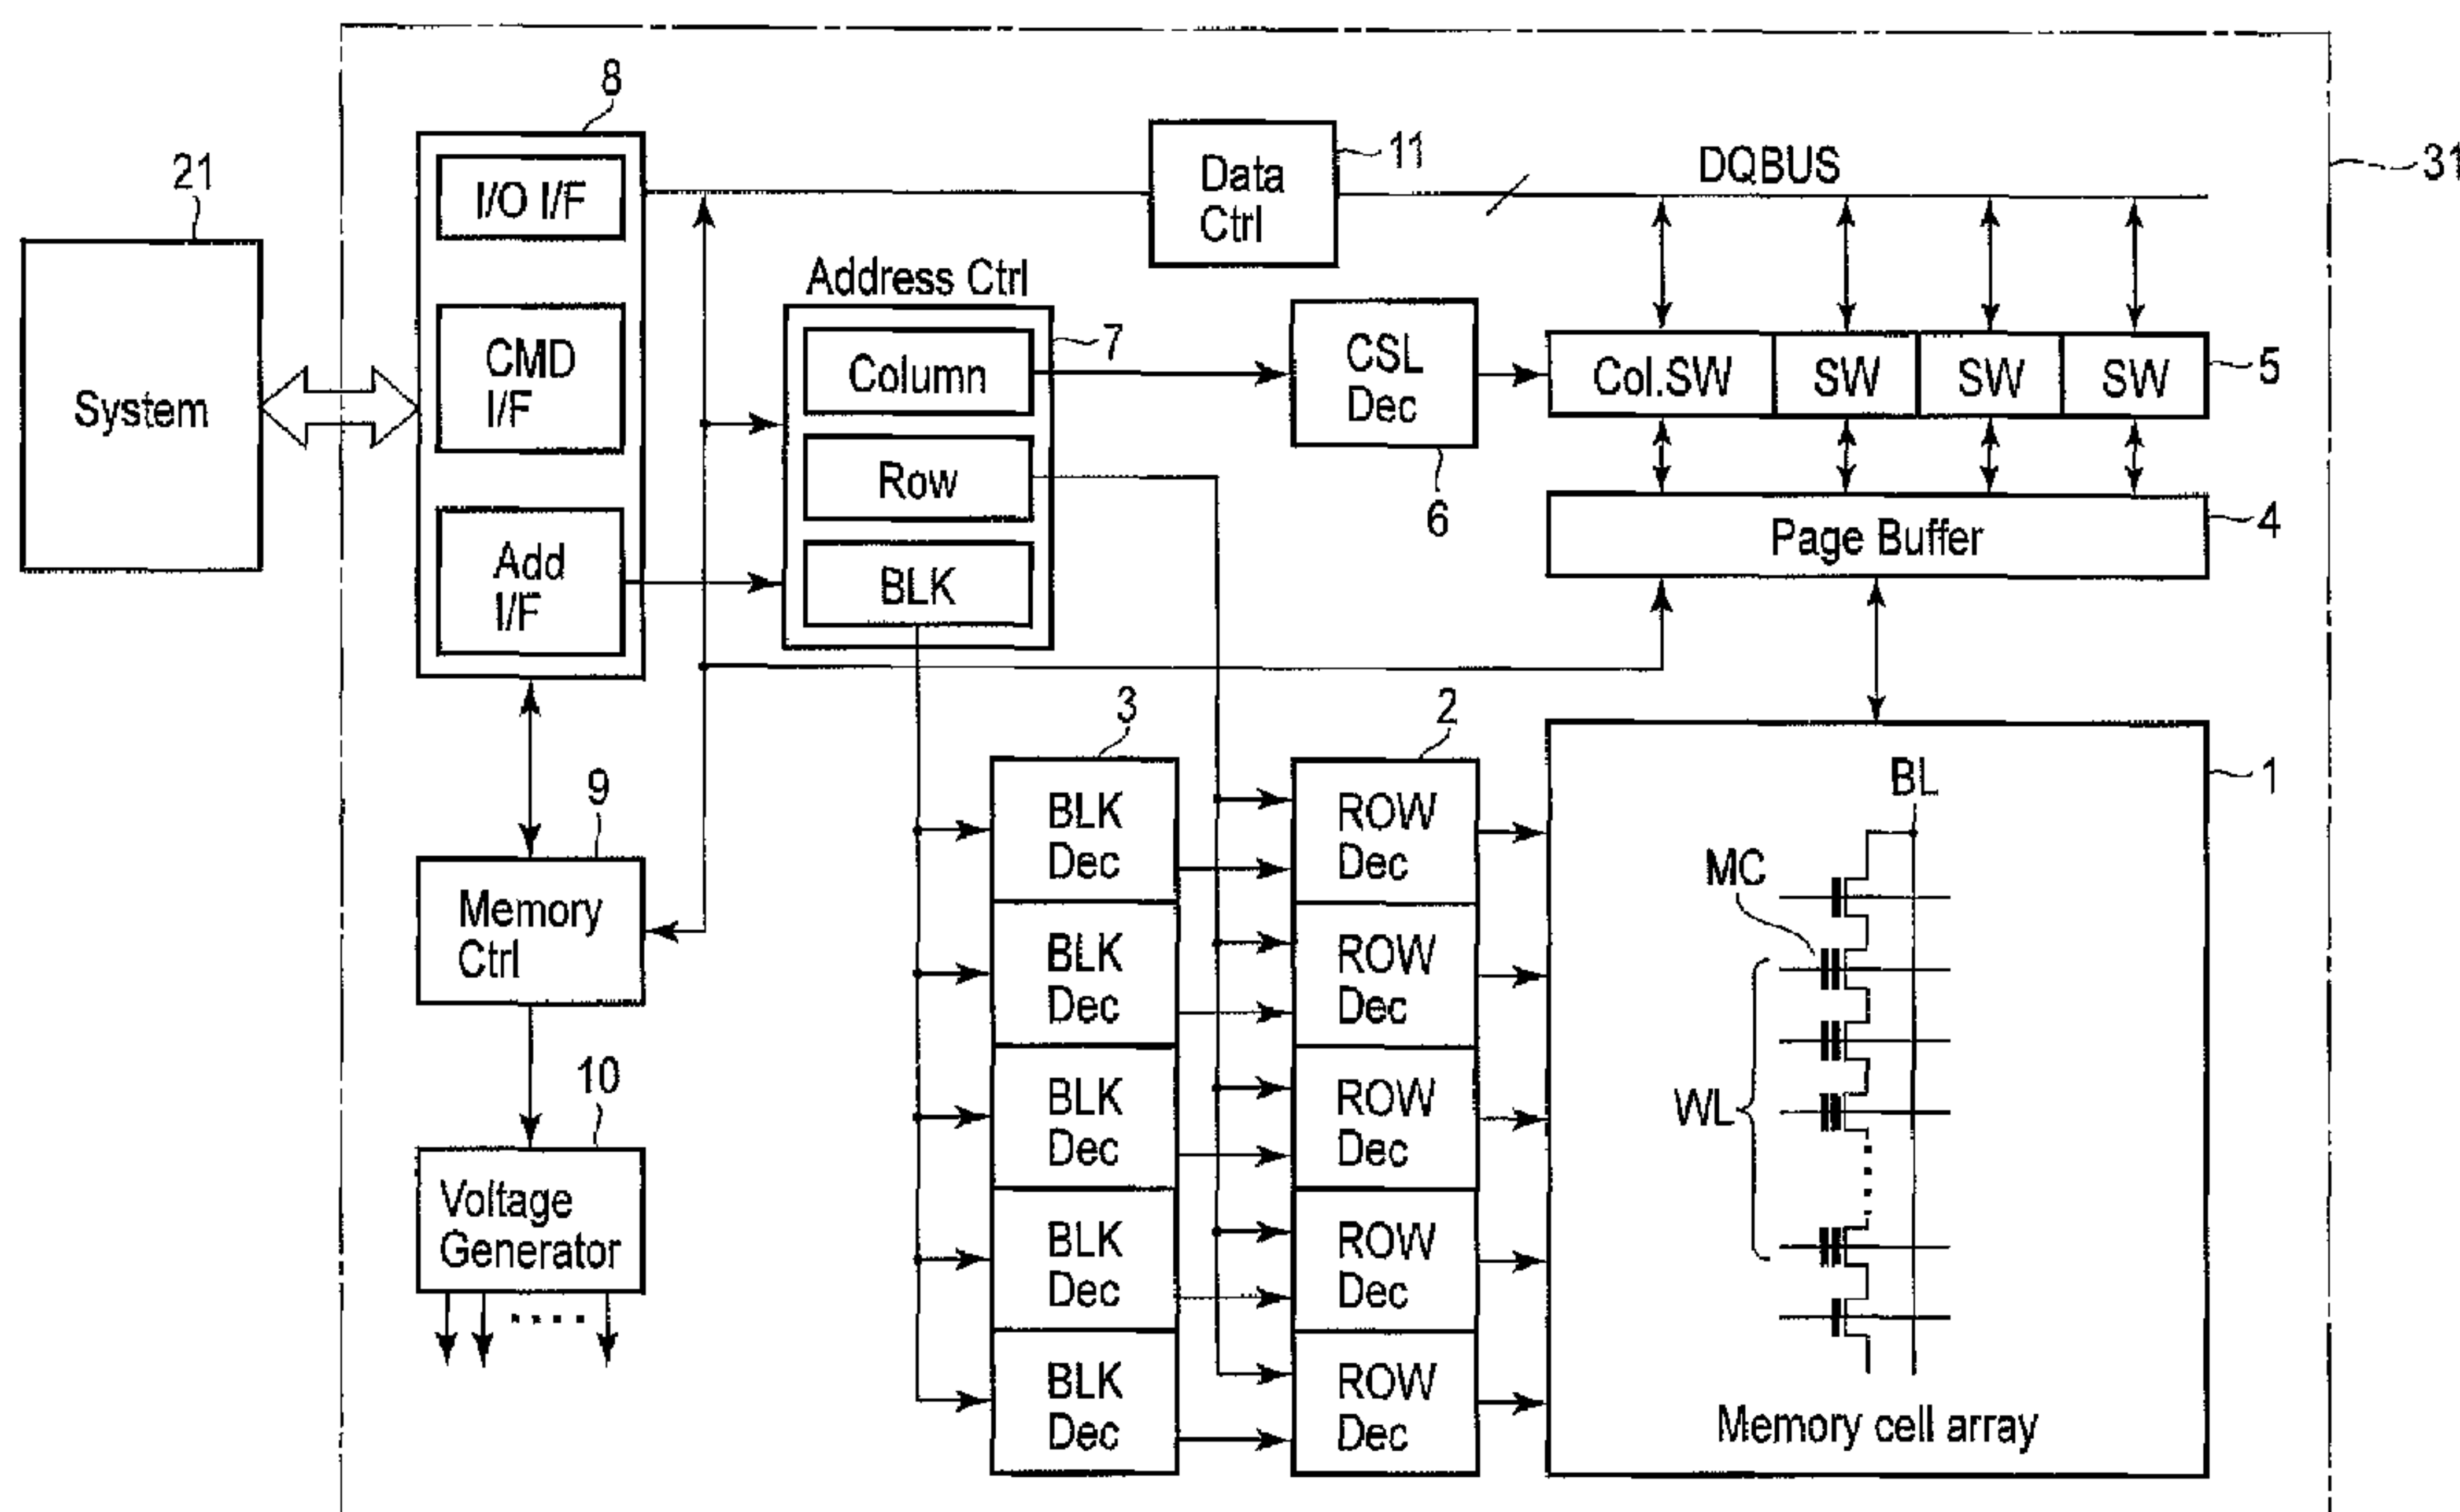 8
21
I/O I/F
CMD
I/F
Add
I/F
System
Data
Ctrl
11
DQBUS
31
Address Ctrl
7
Column
Row
BLK
CSL
Dec
6
Col.SW
SW
SW
SW
5
Page Buffer
4
9
Memory
Ctrl
10
Voltage
Generator
3
BLK
Dec
BLK
Dec
BLK
Dec
BLK
Dec
BLK
Dec
2
ROW
Dec
ROW
Dec
ROW
Dec
ROW
Dec
ROW
Dec
1
BL
MC
WL
Memory cell array